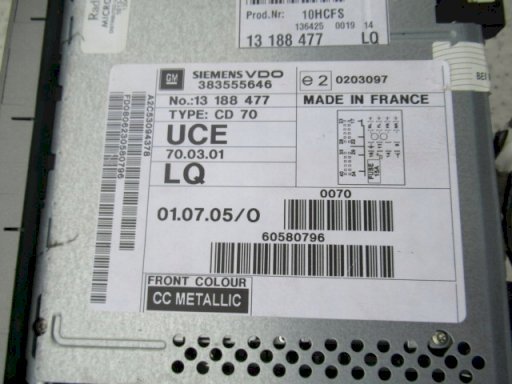 Prod.Nr: 10HCFS
136425 0019 14
13 188 477 LQ
GM SIEMENS VDO
383555646
e2 0203097
No.:13 188 477
MADE IN FRANCE
TYPE: CD 70
UCE
70.03.01
LQ
FUSE
15A
0070
01.07.05/O
60580796
FRONT COLOUR
CC METALLIC
A2C53094378